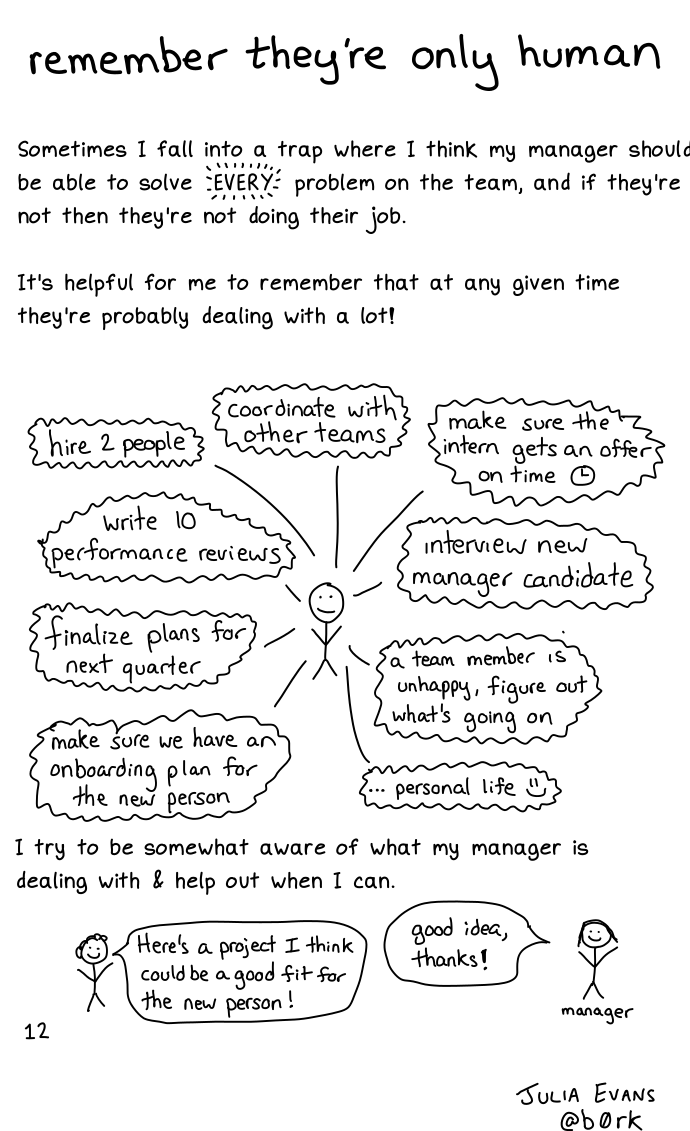 remember they're only human
Sometimes I fall into a trap where I think my manager should
be able to solve EVERY problem on the team, and if they're
not then they're not doing their job.
It's helpful for me to remember that at any given time
they're probably dealing with a lot!
hire 2 people
coordinate with
other teams
make sure the
intern gets an offer
on time
write 10
performance reviews
interview new
manager candidate
finalize plans for
next quarter
a team member is
unhappy, figure out
what's going on
make sure we have an
onboarding plan for
the new person
... personal life
I try to be somewhat aware of what my manager is
dealing with & help out when I can.
Here's a project I think
could be a good fit for
the new person!
good idea,
thanks!
manager
12
JULIA EVANS
@b0rk